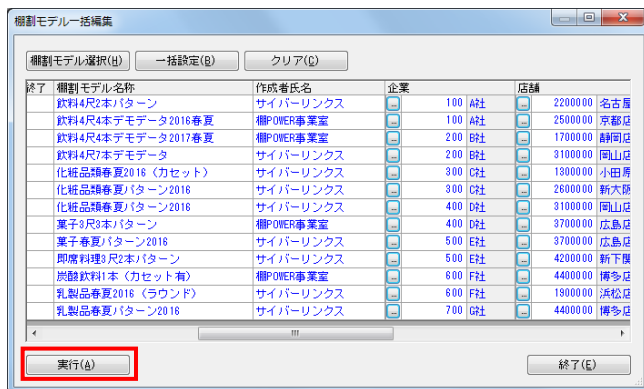 棚割モデル一括編集
棚割モデル選択(H) 一括設定(B) クリア(C)
終了 棚割モデル名称 作成者氏名 企業 店舗
飲料4尺2本パターン サイバーリンクス ... 100 A社 ... 2200000 名古屋
飲料4尺4本デモデータ2016春夏 棚POWER事業室 ... 100 A社 ... 2500000 京都店
飲料4尺4本デモデータ2017春夏 棚POWER事業室 ... 200 B社 ... 1700000 静岡店
飲料4尺7本デモデータ サイバーリンクス ... 200 B社 ... 3100000 岡山店
化粧品類春夏2016（カセット） サイバーリンクス ... 300 C社 ... 1300000 小田原
化粧品類春夏パターン2016 サイバーリンクス ... 300 C社 ... 2600000 新大阪
化粧品類春夏パターン2016 サイバーリンクス ... 400 D社 ... 3100000 岡山店
菓子3尺3本パターン 棚POWER事業室 ... 400 D社 ... 3700000 広島店
菓子春夏パターン2016 サイバーリンクス ... 500 E社 ... 3700000 広島店
即席料理3尺2本パターン サイバーリンクス ... 500 E社 ... 4200000 新下関
炭酸飲料1本（カセット有） 棚POWER事業室 ... 600 F社 ... 4400000 博多店
乳製品春夏2016（ラウンド） サイバーリンクス ... 600 F社 ... 1900000 浜松店
乳製品春夏パターン2016 サイバーリンクス ... 700 G社 ... 4400000 博多店
実行(A) 終了(E)